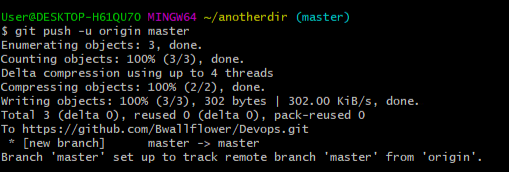 User@DESKTOP-H61QU7O MINGW64 ~/anotherdir (master)
$ git push -u origin master
Enumerating objects: 3, done.
Counting objects: 100% (3/3), done.
Delta compression using up to 4 threads
Compressing objects: 100% (2/2), done.
Writing objects: 100% (3/3), 302 bytes | 302.00 KiB/s, done.
Total 3 (delta 0), reused 0 (delta 0), pack-reused 0
To https://github.com/Bwallflower/Devops.git
 * [new branch]      master -> master
Branch 'master' set up to track remote branch 'master' from 'origin'.